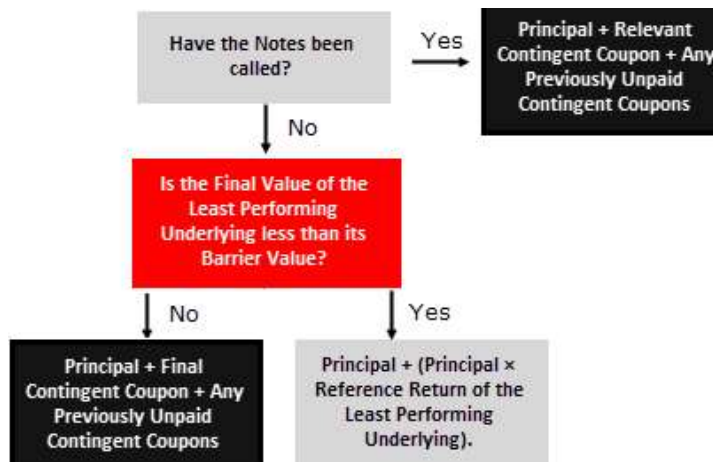 Have the Notes been
called?
Yes
Principal + Relevant
Contingent Coupon + Any
Previously Unpaid
Contingent Coupons
No
Is the Final Value of the
Least Performing
Underlying less than its
Barrier Value?
No
Yes
Principal + Final
Contingent Coupon + Any
Previously Unpaid
Contingent Coupons
Principal + (Principal ×
Reference Return of the
Least Performing
Underlying).